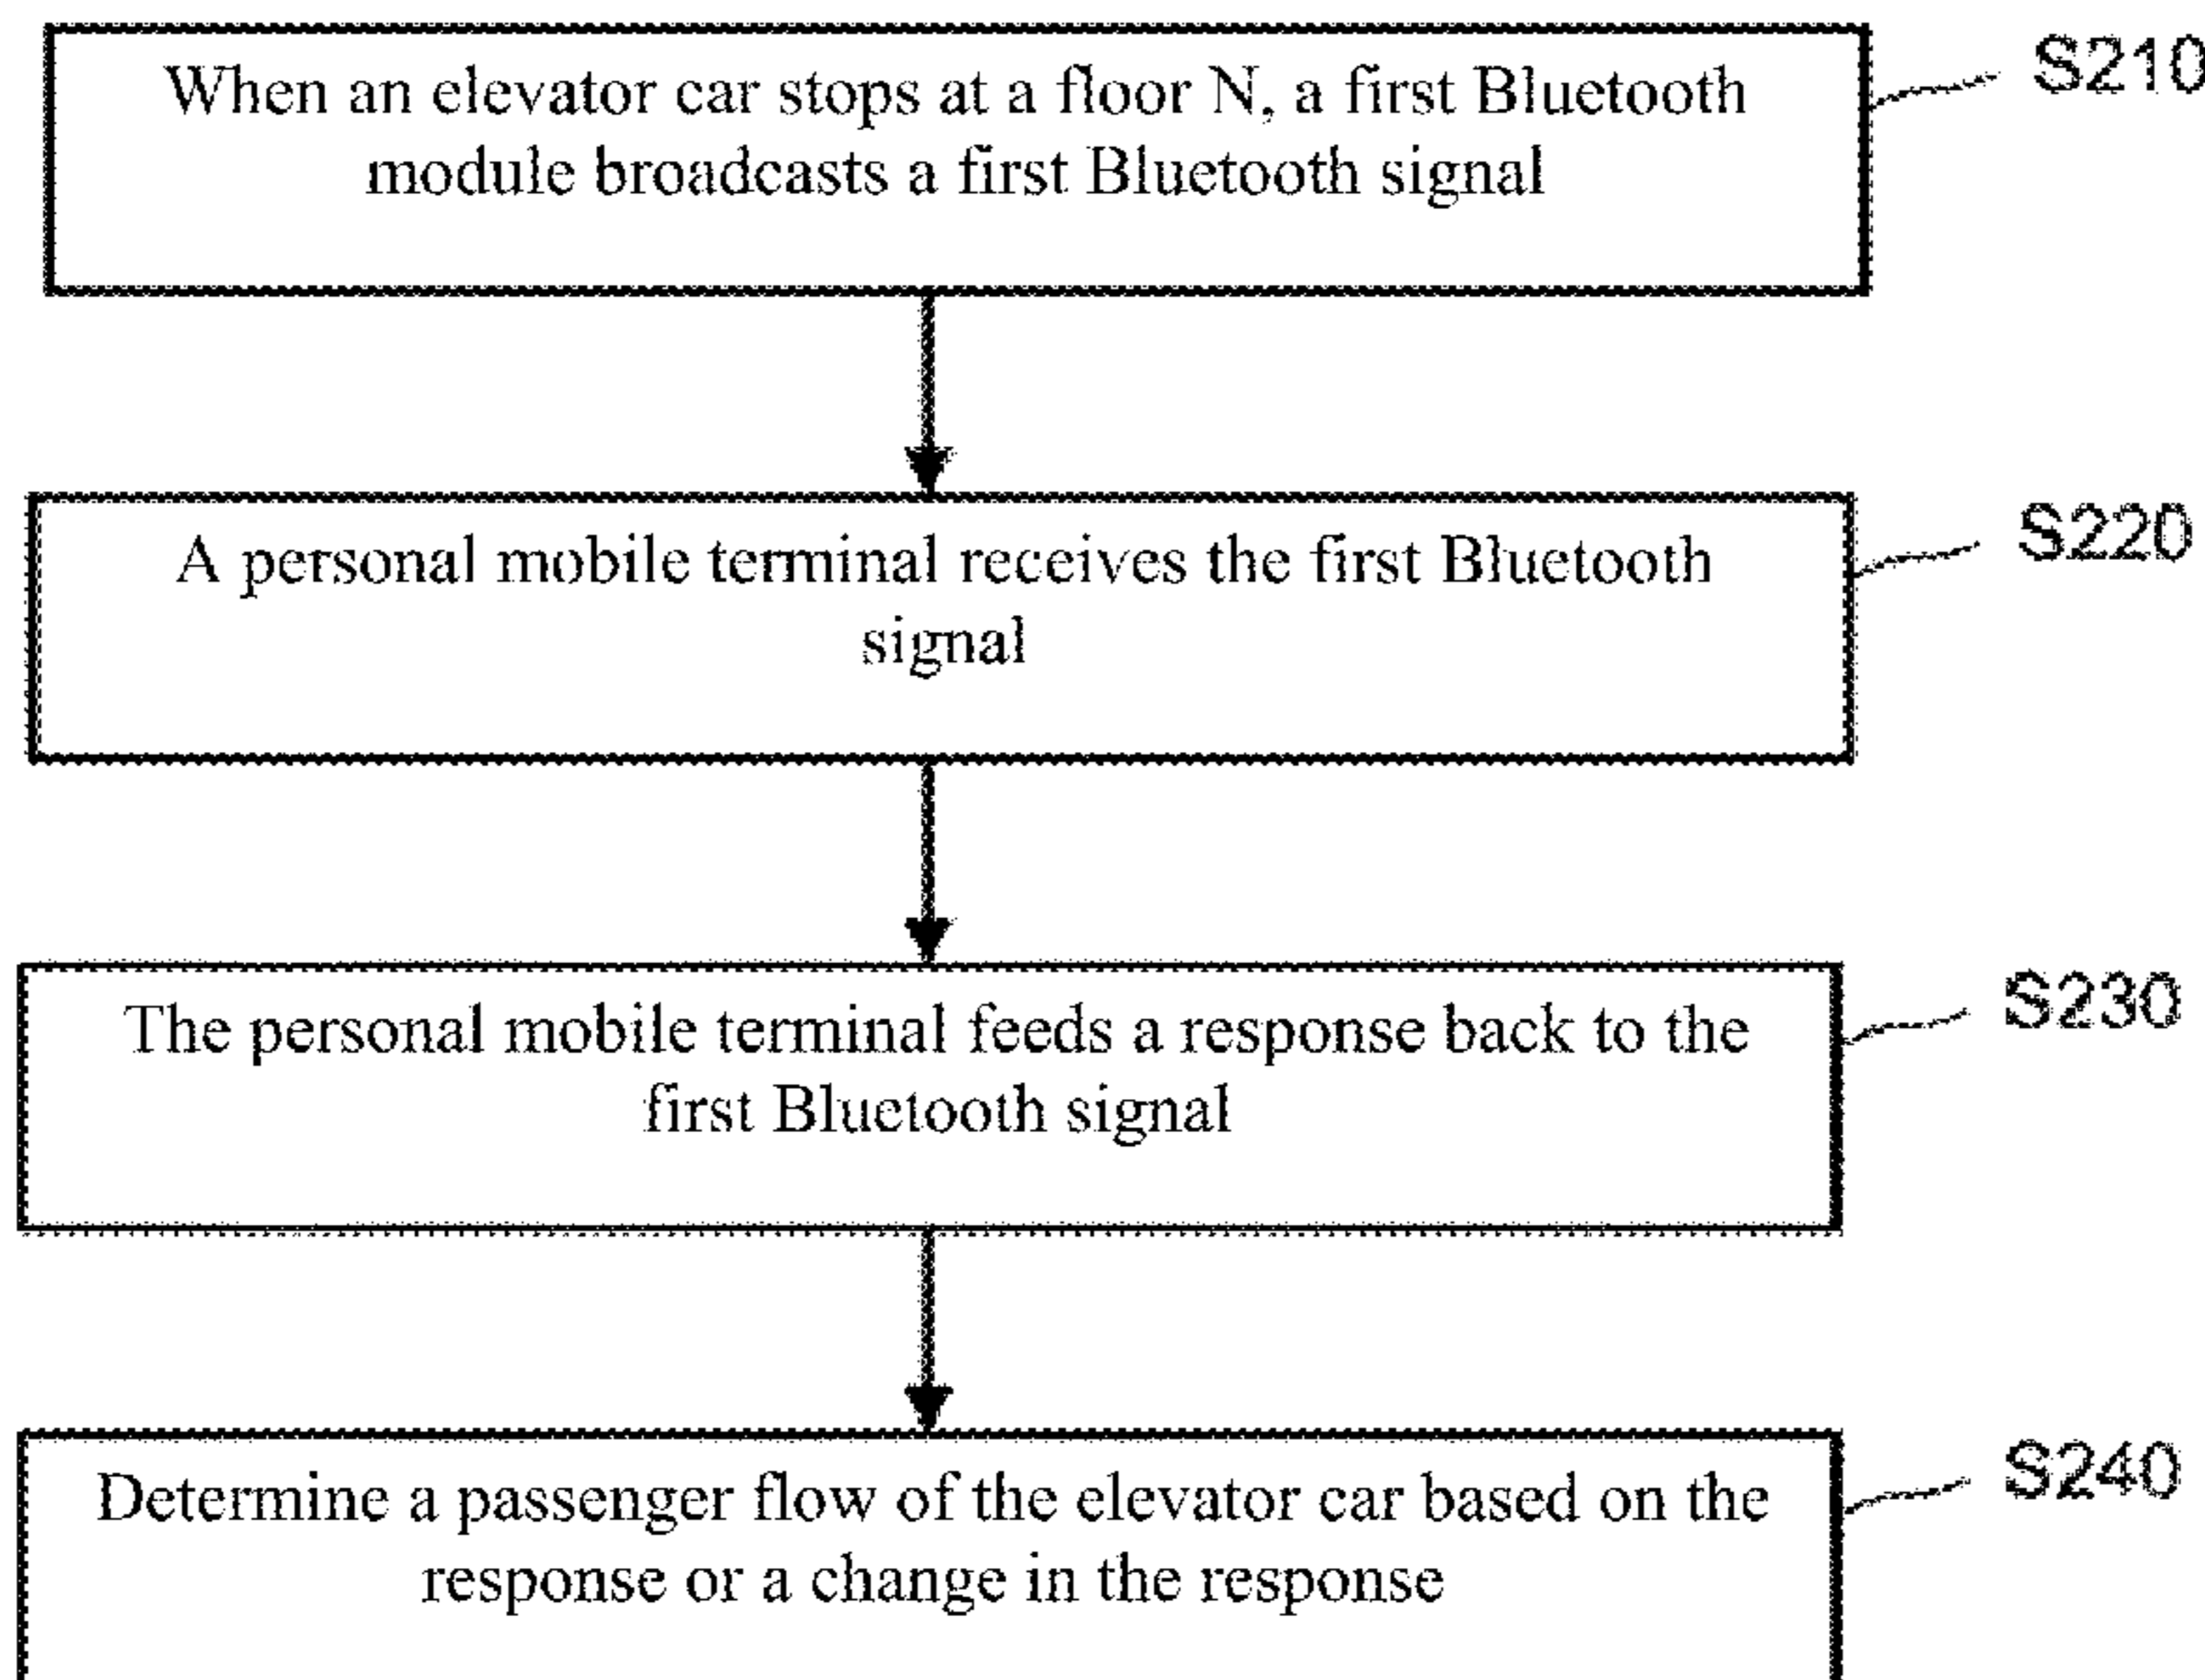 When an elevator car stops at a floor N, a first Bluetooth
module broadcasts a first Bluetooth signal
S210
A personal mobile terminal receives the first Bluetooth
signal
S220
The personal mobile terminal feeds a response back to the
first Bluetooth signal
S230
Determine a passenger flow of the elevator car based on the
response or a change in the response
S240